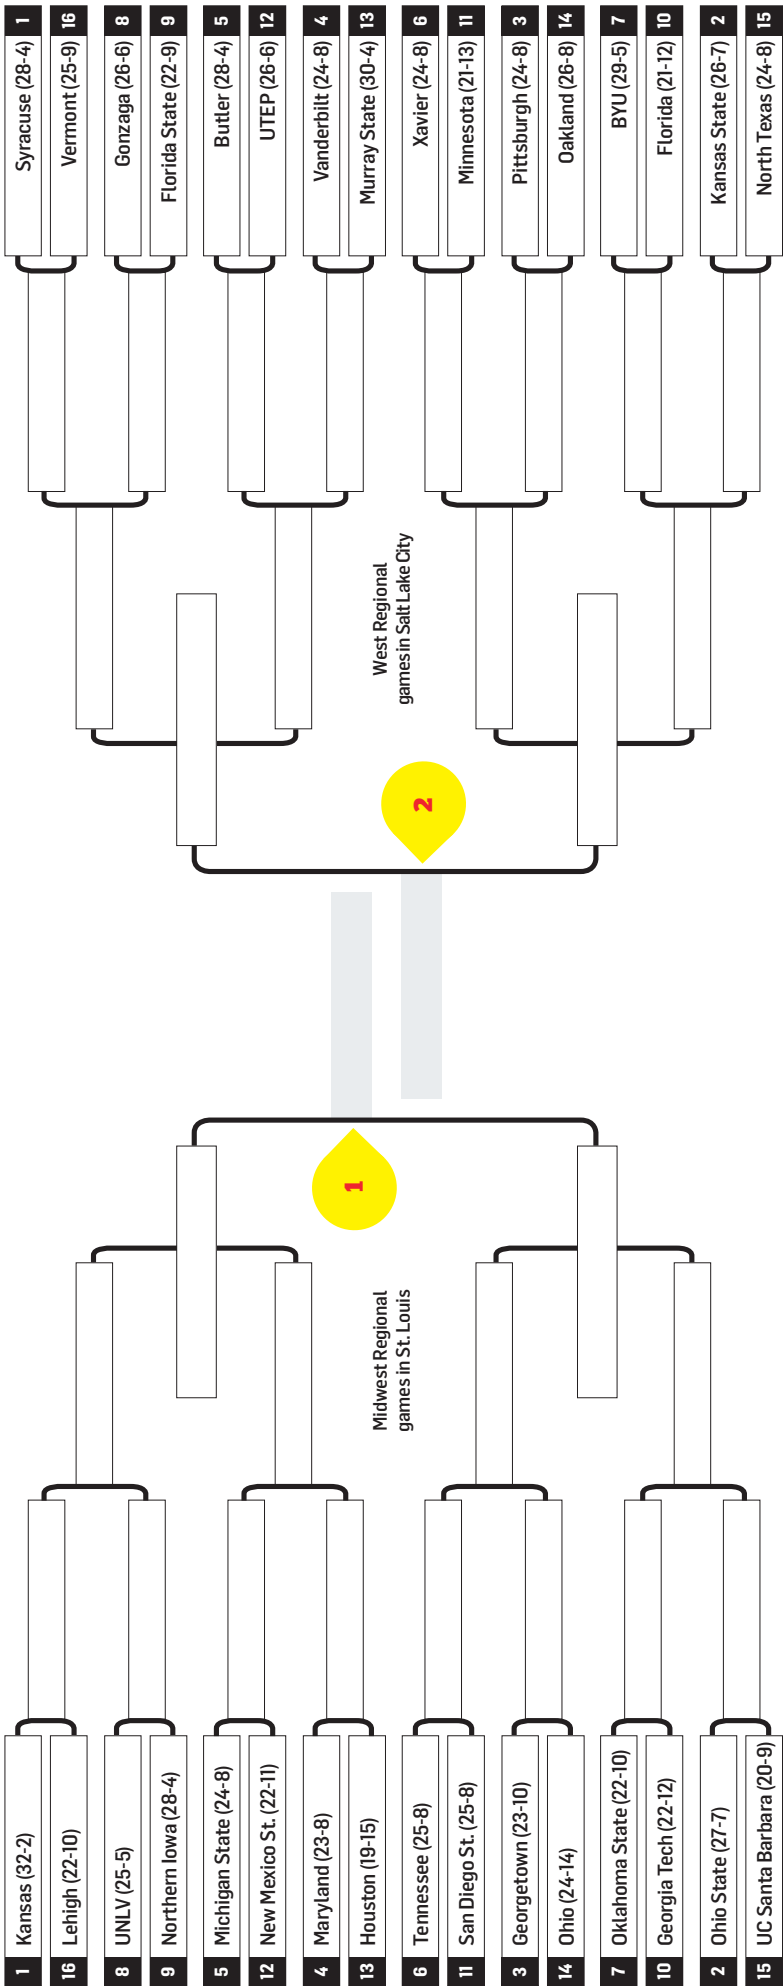 1 Kansas (32-2)
16 Lehigh (22-10)
8 UNLV (25-5)
9 Northern Iowa (28-4)
5 Michigan State (24-8)
12 New Mexico St. (22-11)
4 Maryland (23-8)
13 Houston (19-15)
6 Tennessee (25-8)
11 San Diego St. (25-8)
3 Georgetown (23-10)
14 Ohio (24-14)
7 Oklahoma State (22-10)
10 Georgia Tech (22-12)
2 Ohio State (27-7)
15 UC Santa Barbara (20-9)
Midwest Regional
games in St. Louis
1
2
West Regional
games in Salt Lake City
Syracuse (28-4) 1
Vermont (25-9) 16
Gonzaga (26-6) 8
Florida State (22-9) 9
Butler (28-4) 5
UTEP (26-6) 12
Vanderbilt (24-8) 4
Murray State (30-4) 13
Xavier (24-8) 6
Minnesota (21-13) 11
Pittsburgh (24-8) 3
Oakland (26-8) 14
BYU (29-5) 7
Florida (21-12) 10
Kansas State (26-7) 2
North Texas (24-8) 15